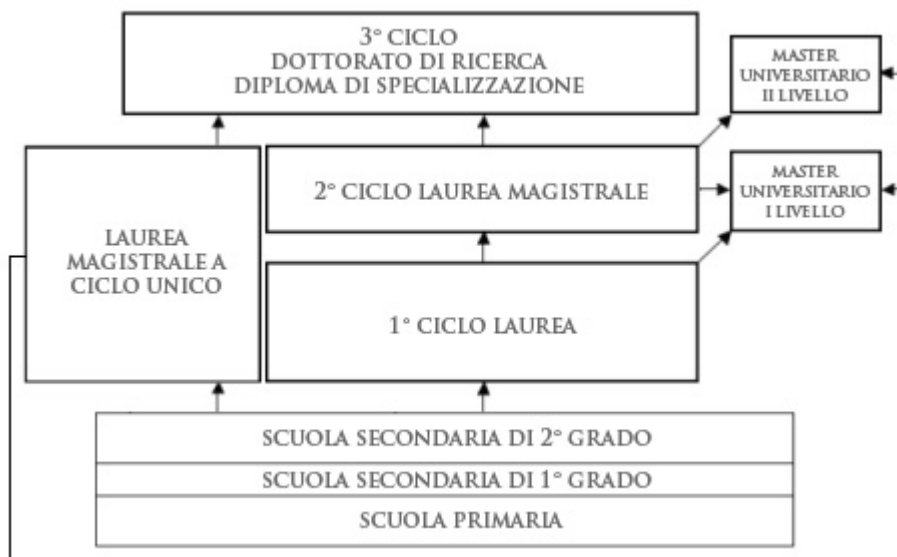 3° CICLO
DOTTORATO DI RICERCA
DIPLOMA DI SPECIALIZZAZIONE
MASTER
UNIVERSITARIO
II LIVELLO
2° CICLO LAUREA MAGISTRALE
MASTER
UNIVERSITARIO
I LIVELLO
LAUREA
MAGISTRALE A
CICLO UNICO
1° CICLO LAUREA
SCUOLA SECONDARIA DI 2° GRADO
SCUOLA SECONDARIA DI 1° GRADO
SCUOLA PRIMARIA